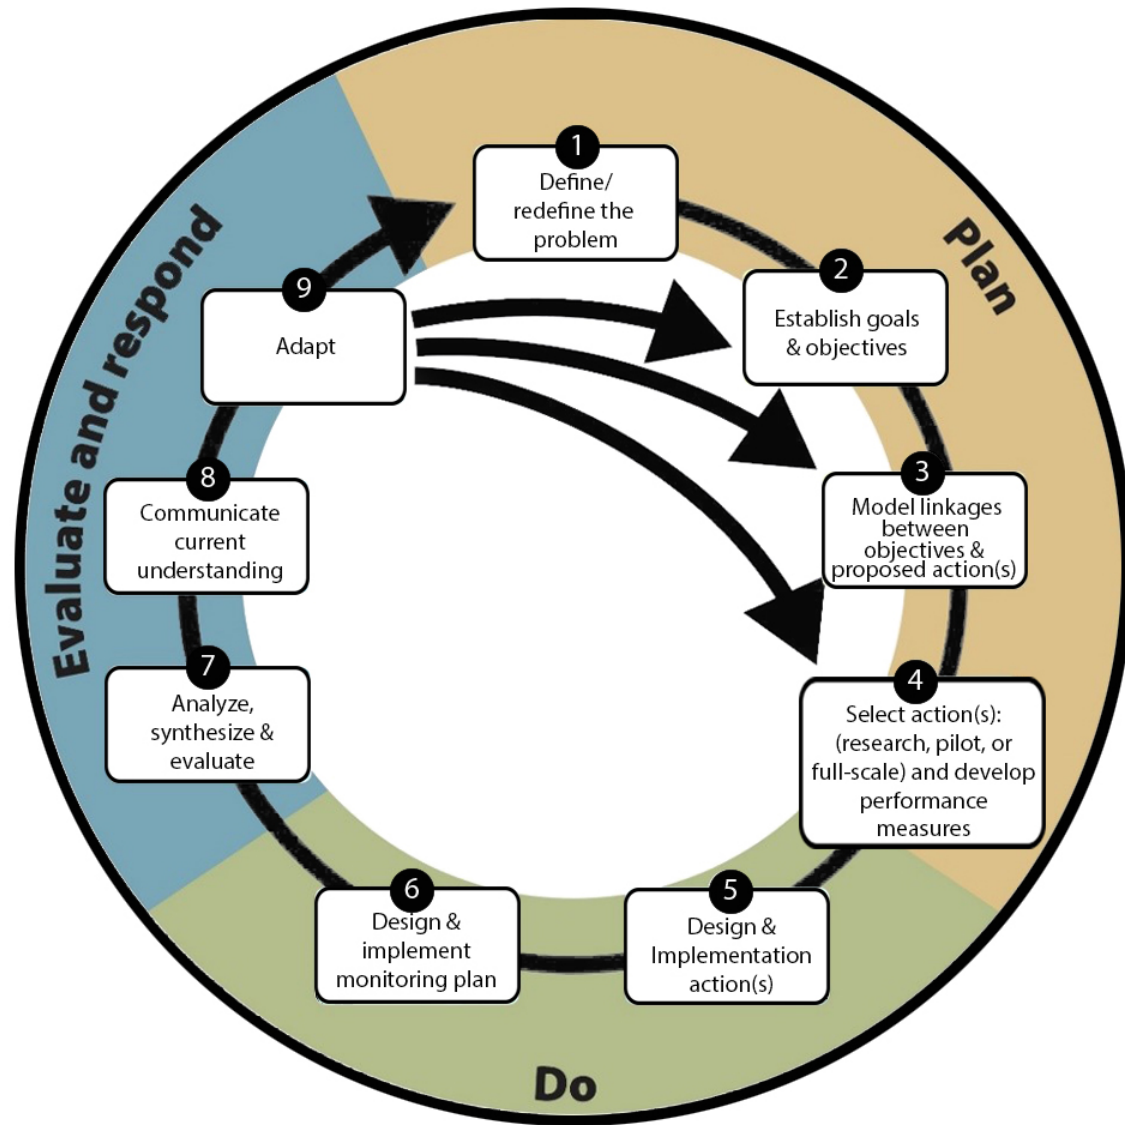 1
Define/
redefine the
problem
Plan
2
Establish goals
& objectives
3
Model linkages
between
objectives &
proposed action(s)
4
Select action(s):
(research, pilot, or
full-scale) and develop
performance
measures
5
Design &
Implementation
action(s)
Do
6
Design &
implement
monitoring plan
7
Analyze,
synthesize &
evaluate
8
Communicate
current
understanding
Evaluate and respond
9
Adapt